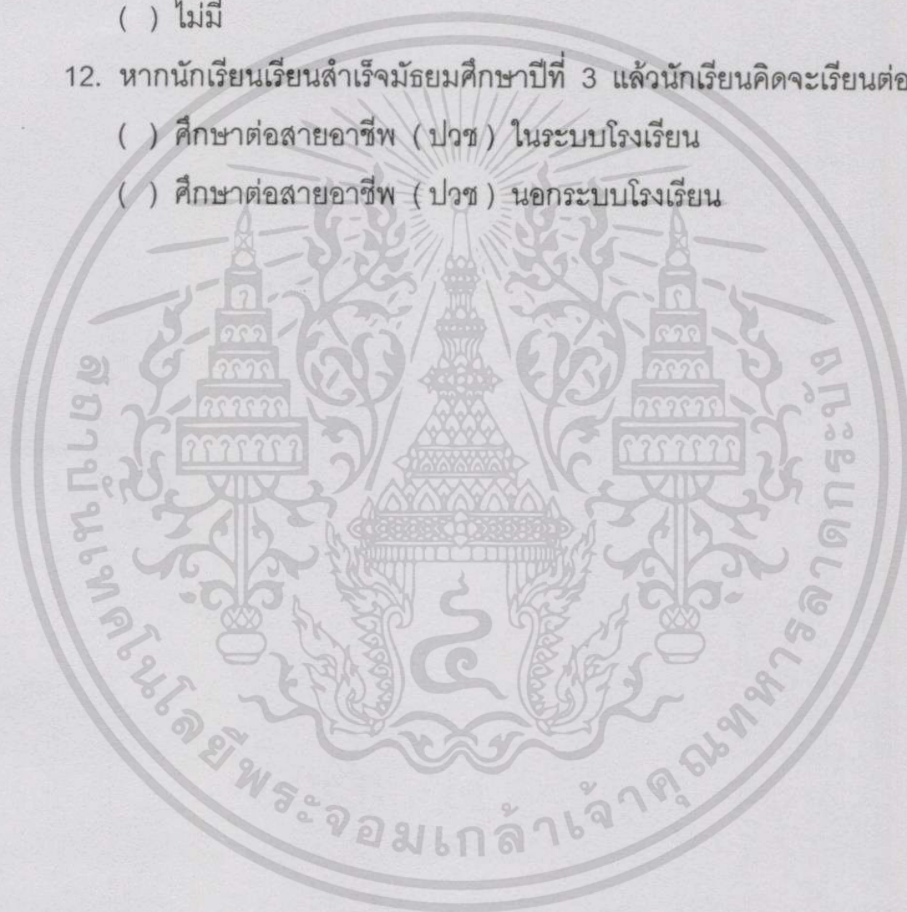 ( ) ไม่มี
12. หากนักเรียนเรียนสำเร็จมัธยมศึกษาปีที่ 3 แล้วนักเรียนคิดจะเรียนต่อ
( ) ศึกษาต่อสายอาชีพ ( ปวช ) ในระบบโรงเรียน
( ) ศึกษาต่อสายอาชีพ ( ปวช ) นอกระบบโรงเรียน
๔
สถาบันเทคโนโลยีพระจอมเกล้าเจ้าคุณทหารลาดกระบัง